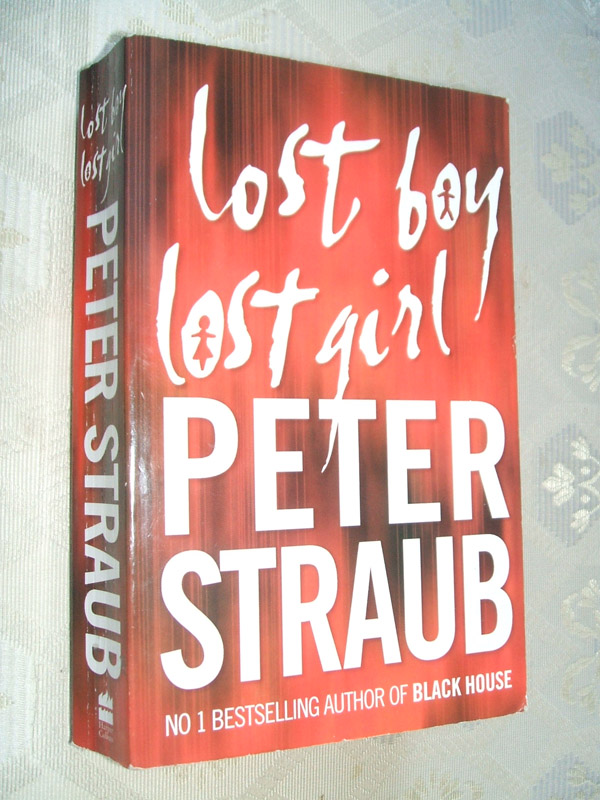 lost boy
lost girl
PETER
STRAUB
NO 1 BESTSELLING AUTHOR OF BLACK HOUSE
lost boy
lost girl
PETER STRAUB